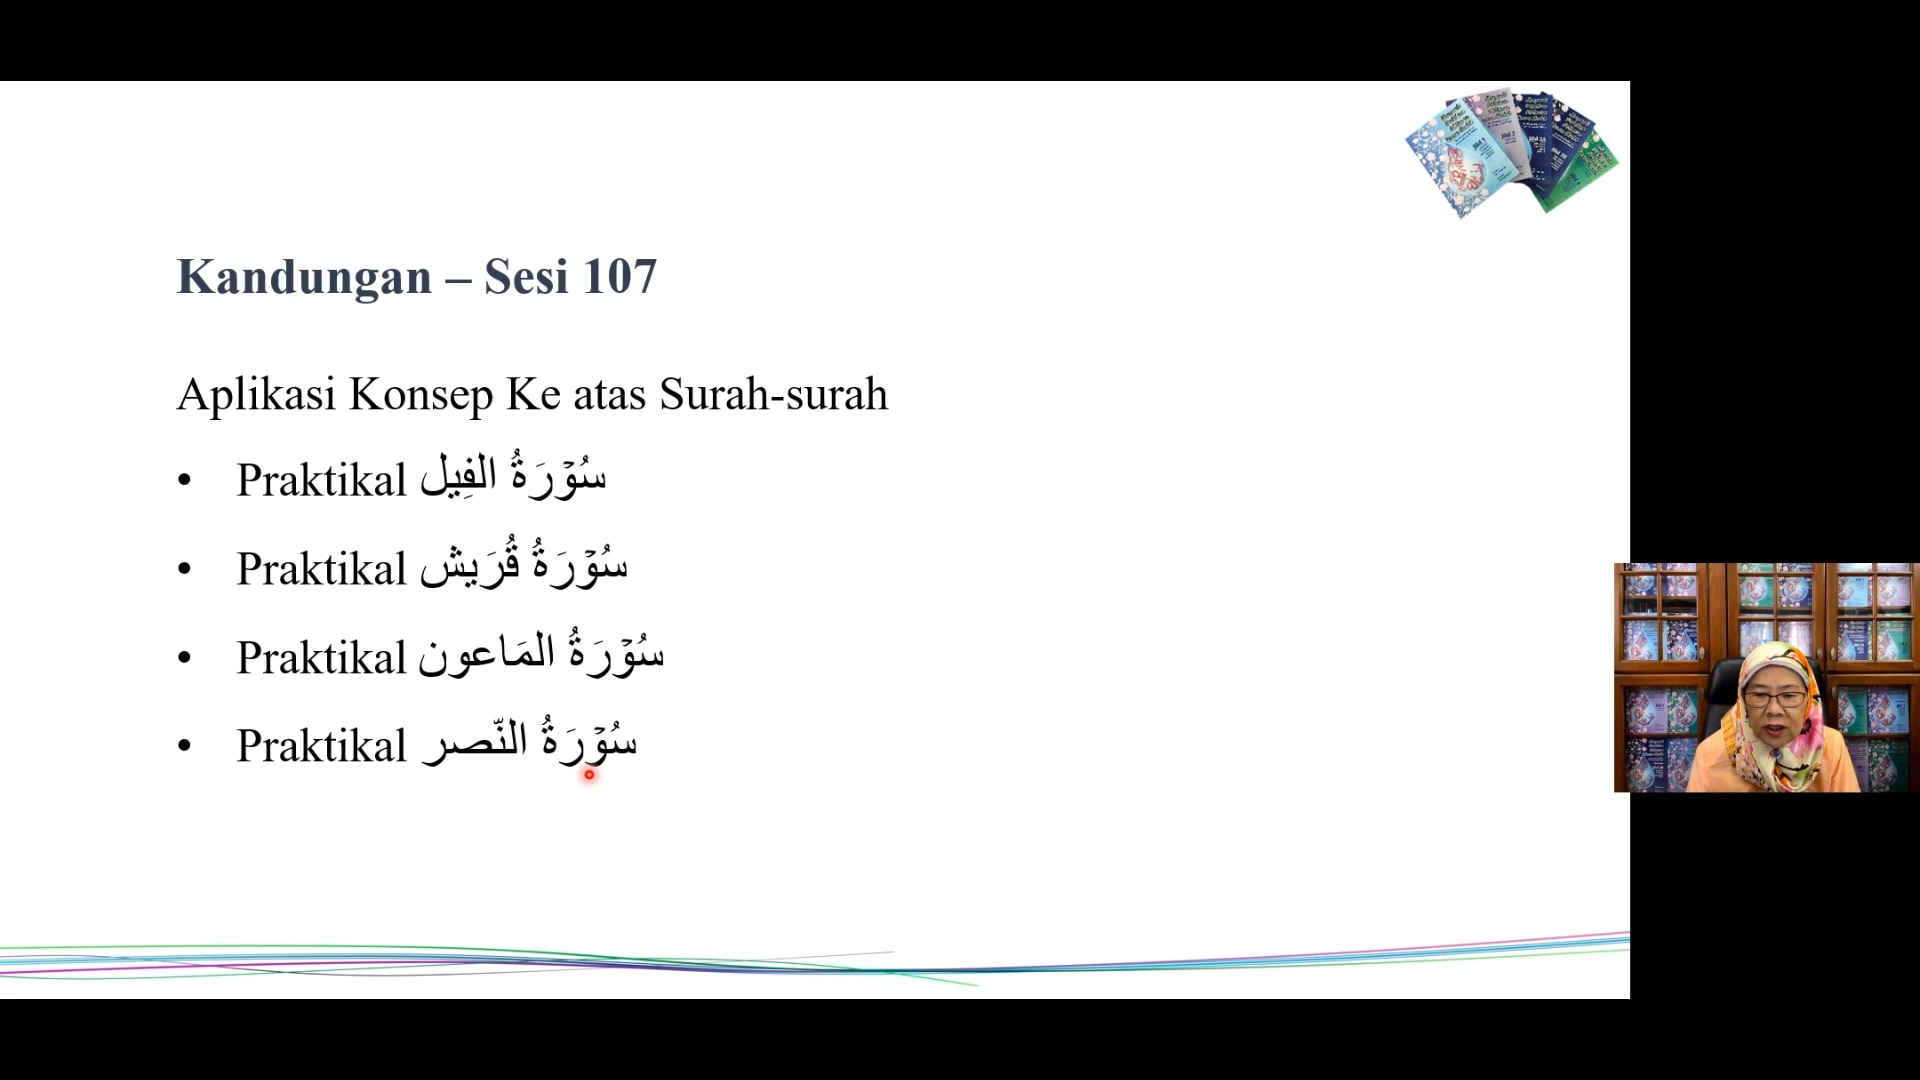 Kandungan – Sesi 107
Aplikasi Konsep Ke atas Surah-surah
• Praktikal سُوْرَةُ الفِيل
• Praktikal سُوْرَةُ قُرَيش
• Praktikal سُوْرَةُ المَاعون
• Praktikal سُوْرَةُ النّصر